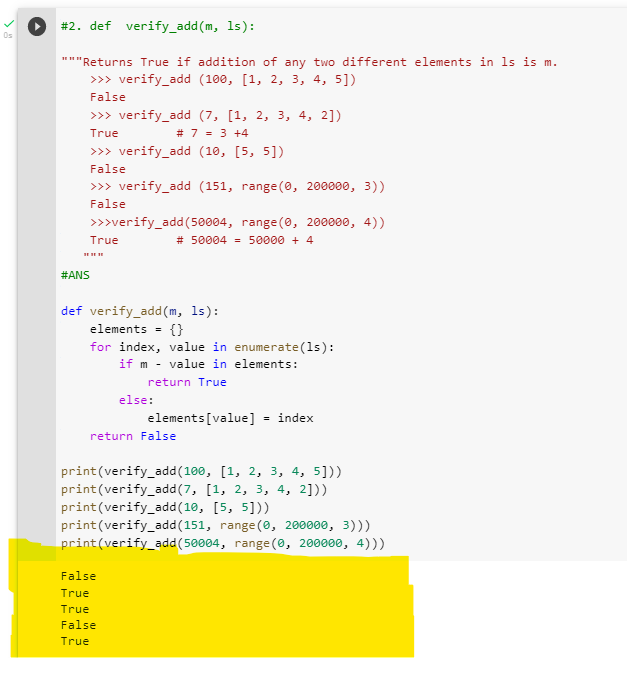 0s
#2. def  verify_add(m, ls):
"""Returns True if addition of any two different elements in ls is m.
    >>> verify_add (100, [1, 2, 3, 4, 5])
    False
    >>> verify_add (7, [1, 2, 3, 4, 2])
    True        # 7 = 3 +4
    >>> verify_add (10, [5, 5])
    False
    >>> verify_add (151, range(0, 200000, 3))
    False
    >>>verify_add(50004, range(0, 200000, 4))
    True        # 50004 = 50000 + 4
   """
#ANS
def verify_add(m, ls):
    elements = {}
    for index, value in enumerate(ls):
        if m - value in elements:
            return True
        else:
            elements[value] = index
    return False
print(verify_add(100, [1, 2, 3, 4, 5]))
print(verify_add(7, [1, 2, 3, 4, 2]))
print(verify_add(10, [5, 5]))
print(verify_add(151, range(0, 200000, 3)))
print(verify_add(50004, range(0, 200000, 4)))
False
True
True
False
True